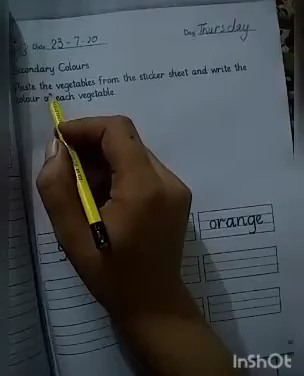 Date 23-7-20
Day Thursday
Secondary Colours
Paste the vegetables from the sticker sheet and write the
colour of each vegetable.
orange
InShOt